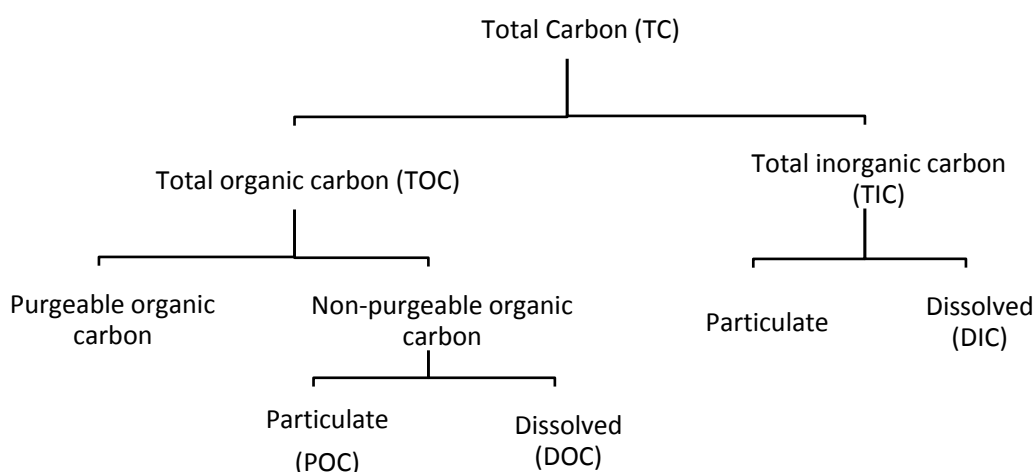 Total Carbon (TC)
Total organic carbon (TOC)
Total inorganic carbon
(TIC)
Purgeable organic
carbon
Non-purgeable organic
carbon
Particulate
Dissolved
(DIC)
Particulate
(POC)
Dissolved
(DOC)